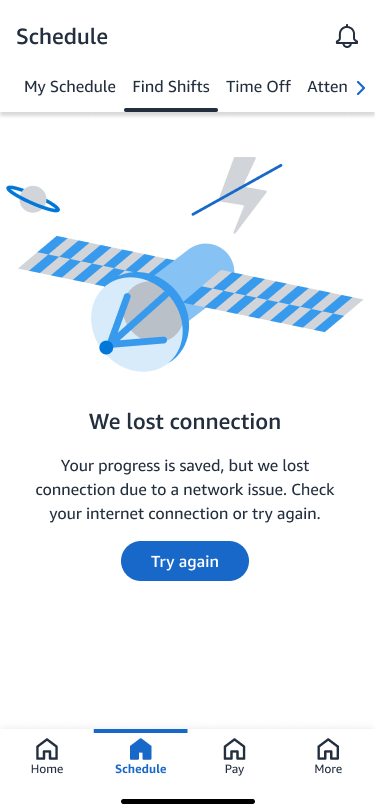 Schedule
My Schedule Find Shifts Time Off Atten
We lost connection
Your progress is saved, but we lost
connection due to a network issue. Check
your internet connection or try again.
Try again
Home Schedule Pay More